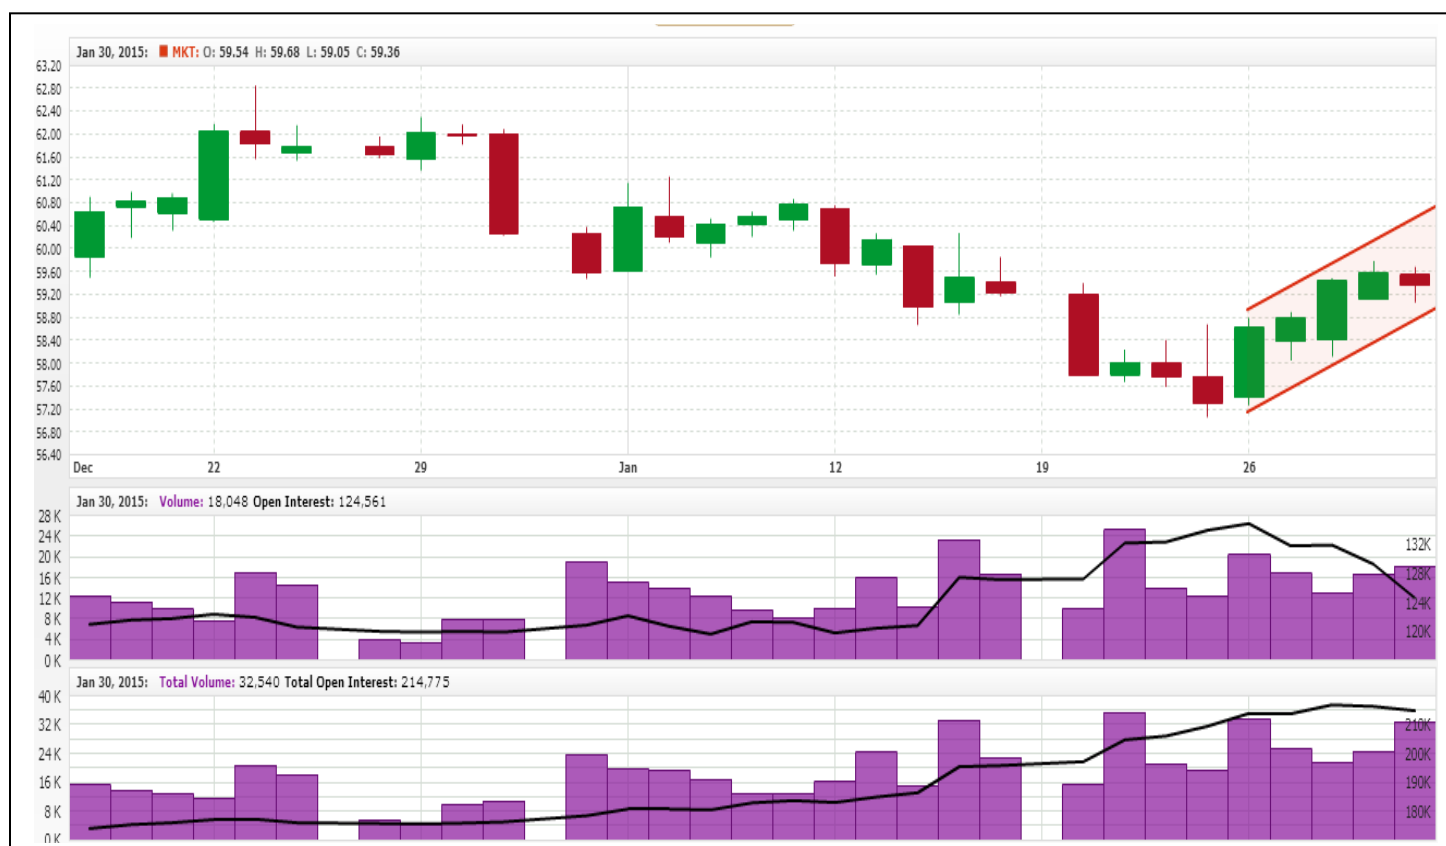 Jan 30, 2015: MKT: O: 59.54 H: 59.68 L: 59.05 C: 59.36
63.20
62.80
62.40
62.00
61.60
61.20
60.80
60.40
60.00
59.60
59.20
58.80
58.40
58.00
57.60
57.20
56.80
56.40
Dec 22 29 Jan 12 19 26
Jan 30, 2015: Volume: 18,048 Open Interest: 124,561
28 K
24 K
20 K
16 K
12 K
8 K
4 K
0 K
132K
128K
124K
120K
Jan 30, 2015: Total Volume: 32,540 Total Open Interest: 214,775
40 K
32 K
24 K
16 K
8 K
0 K
210K
200K
190K
180K